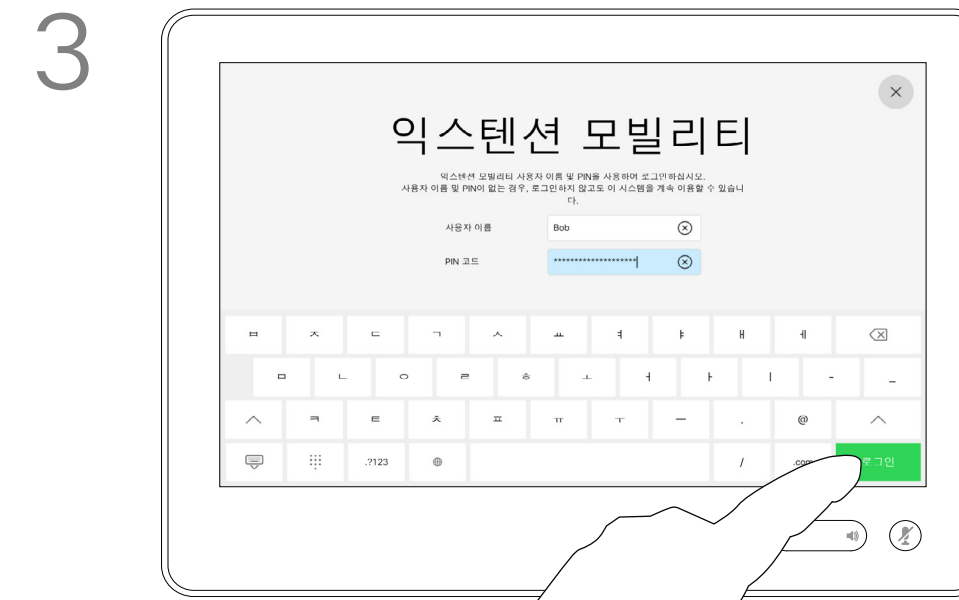 3
익스텐션 모빌리티
익스텐션 모빌리티 사용자 이름 및 PIN을 사용하여 로그인하십시오.
사용자 이름 및 PIN이 없는 경우, 로그인하지 않고도 이 시스템을 계속 이용할 수 있습니
다.
사용자 이름 Bob
PIN 코드 ********************
ㅂ ㅈ ㄷ ㄱ ㅅ ㅛ ㅕ ㅑ ㅐ ㅔ
ㅁ ㄴ ㅇ ㄹ ㅎ ㅗ ㅓ ㅏ ㅣ - _
ㅋ ㅌ ㅊ ㅍ ㅠ ㅜ ㅡ . @
.?123 / .com 로그인